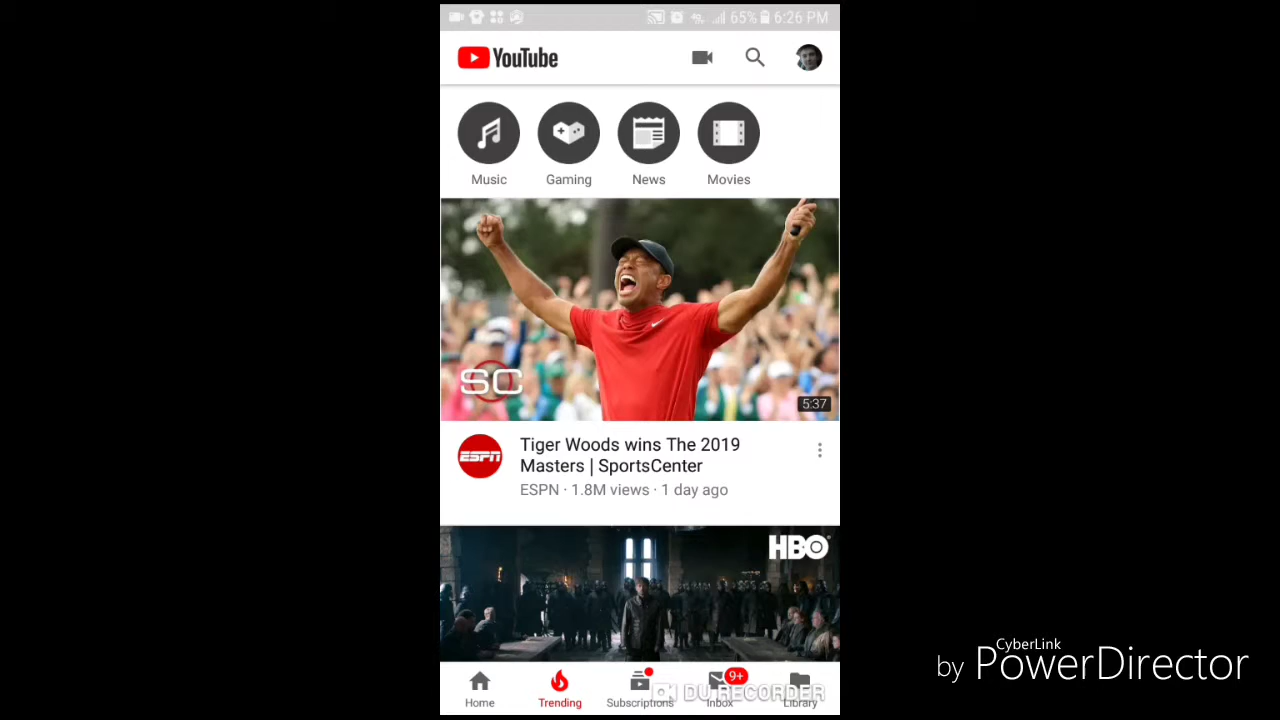 65% 6:26 PM
YouTube
Music Gaming News Movies
SC
5:37
ESPN
Tiger Woods wins The 2019
Masters | SportsCenter
ESPN · 1.8M views · 1 day ago
HBO
9+
Home Trending Subscriptions Inbox Library
DU RECORDER
CyberLink
by PowerDirector